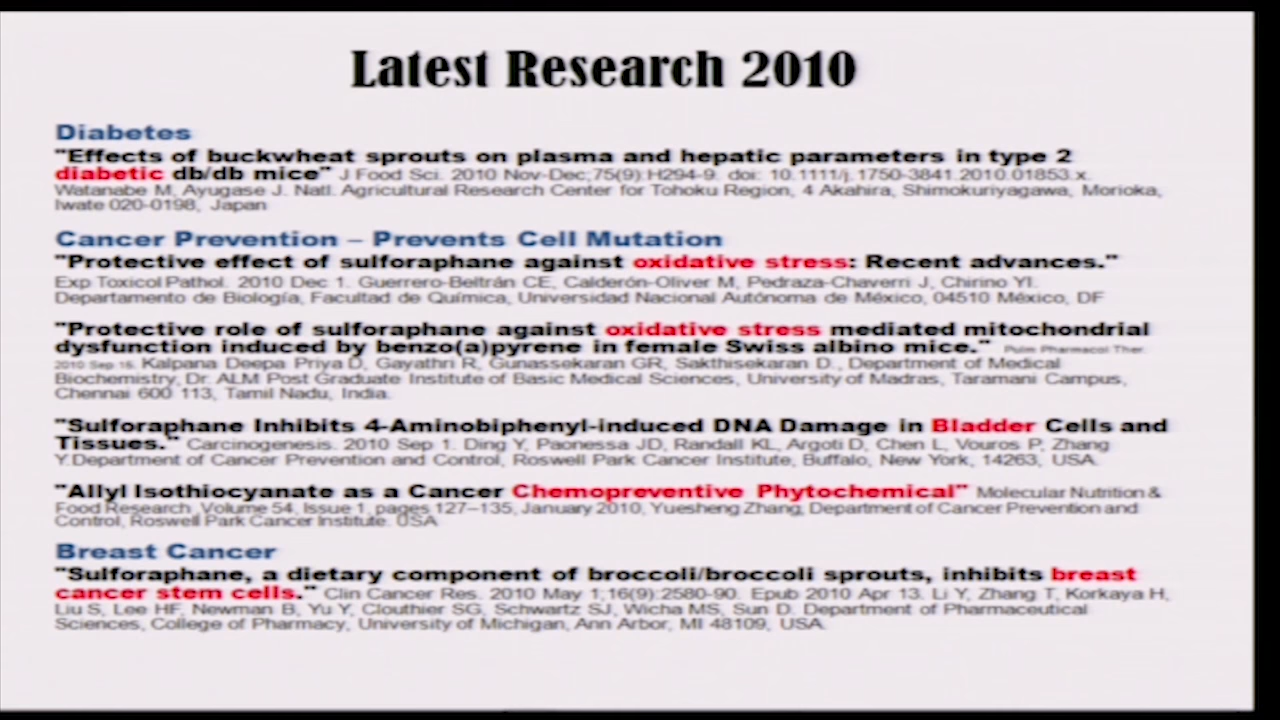 Latest Research 2010
Diabetes
"Effects of buckwheat sprouts on plasma and hepatic parameters in type 2
diabetic db/db mice" J Food Sci. 2010 Nov-Dec;75(9):H294-9. doi: 10.1111/j.1750-3841.2010.01853.x.
Watanabe M, Ayugase J. Natl. Agricultural Research Center for Tohoku Region, 4 Akahira, Shimokuriyagawa, Morioka,
Iwate 020-0198, Japan
Cancer Prevention – Prevents Cell Mutation
"Protective effect of sulforaphane against oxidative stress: Recent advances."
Exp Toxicol Pathol. 2010 Dec 1. Guerrero-Beltrán CE, Calderón-Oliver M, Pedraza-Chaverri J, Chirino YI.
Departamento de Biología, Facultad de Química, Universidad Nacional Autónoma de México, 04510 México, DF
"Protective role of sulforaphane against oxidative stress mediated mitochondrial
dysfunction induced by benzo(a)pyrene in female Swiss albino mice." Pulm Pharmacol Ther.
2010 Sep 16. Kalpana Deepa Priya D, Gayathri R, Gunassekaran GR, Sakthisekaran D., Department of Medical
Biochemistry, Dr. ALM Post Graduate Institute of Basic Medical Sciences, University of Madras, Taramani Campus,
Chennai 600 113, Tamil Nadu, India.
"Sulforaphane Inhibits 4-Aminobiphenyl-induced DNA Damage in Bladder Cells and
Tissues." Carcinogenesis. 2010 Sep 1. Ding Y, Paonessa JD, Randall KL, Argoti D, Chen L, Vouros P, Zhang
Y.Department of Cancer Prevention and Control, Roswell Park Cancer Institute, Buffalo, New York, 14263, USA.
"Allyl Isothiocyanate as a Cancer Chemopreventive Phytochemical" Molecular Nutrition &
Food Research, Volume 54, Issue 1, pages 127–135, January 2010, Yuesheng Zhang, Department of Cancer Prevention and
Control, Roswell Park Cancer Institute. USA
Breast Cancer
"Sulforaphane, a dietary component of broccoli/broccoli sprouts, inhibits breast
cancer stem cells." Clin Cancer Res. 2010 May 1;16(9):2580-90. Epub 2010 Apr 13. Li Y, Zhang T, Korkaya H,
Liu S, Lee HF, Newman B, Yu Y, Clouthier SG, Schwartz SJ, Wicha MS, Sun D. Department of Pharmaceutical
Sciences, College of Pharmacy, University of Michigan, Ann Arbor, MI 48109, USA.